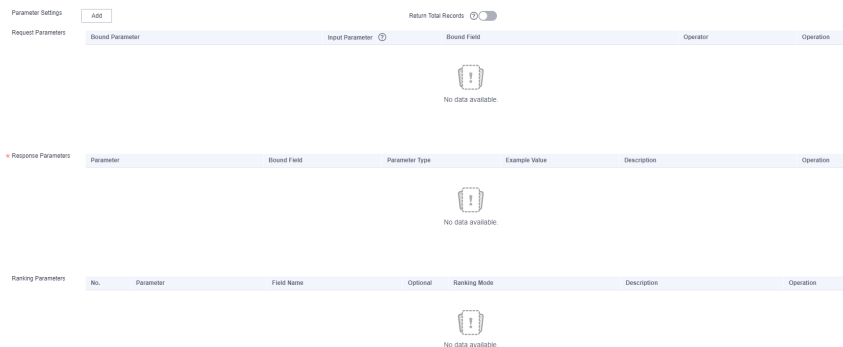 Parameter Settings Add Return Total Records ?
Request Parameters
Bound Parameter Input Parameter ? Bound Field Operator Operation
No data available.
* Response Parameters
Parameter Bound Field Parameter Type Example Value Description Operation
No data available.
Ranking Parameters
No. Parameter Field Name Optional Ranking Mode Description Operation
No data available.